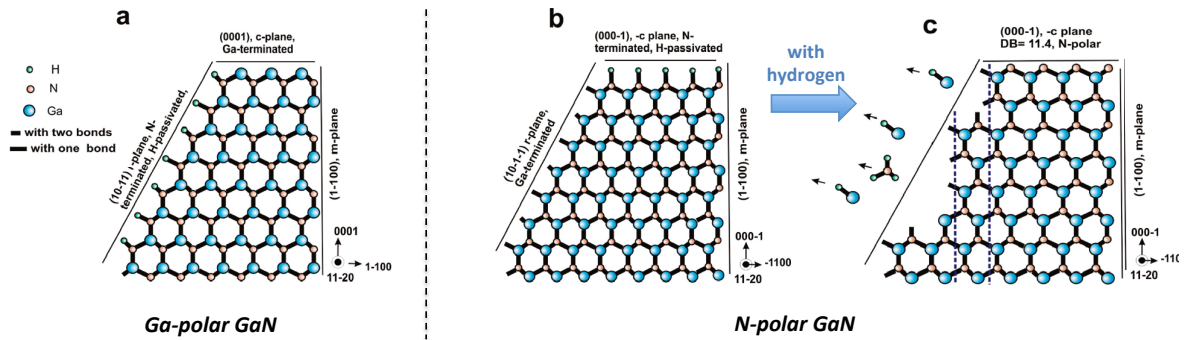 a
(0001), c-plane,
Ga-terminated
H
N
Ga
with two bonds
with one bond
(10-11) r-plane, N-
terminated, H-passivated,
(1-100), m-plane
0001
1-100
11-20
Ga-polar GaN
b
(000-1), -c plane, N-
terminated, H-passivated
(10-1-1) r-plane,
Ga-terminated
(1-100), m-plane
000-1
-1100
11-20
with
hydrogen
c
(000-1), -c plane
DB= 11.4, N-polar
(1-100), m-plane
000-1
-110
11-20
N-polar GaN